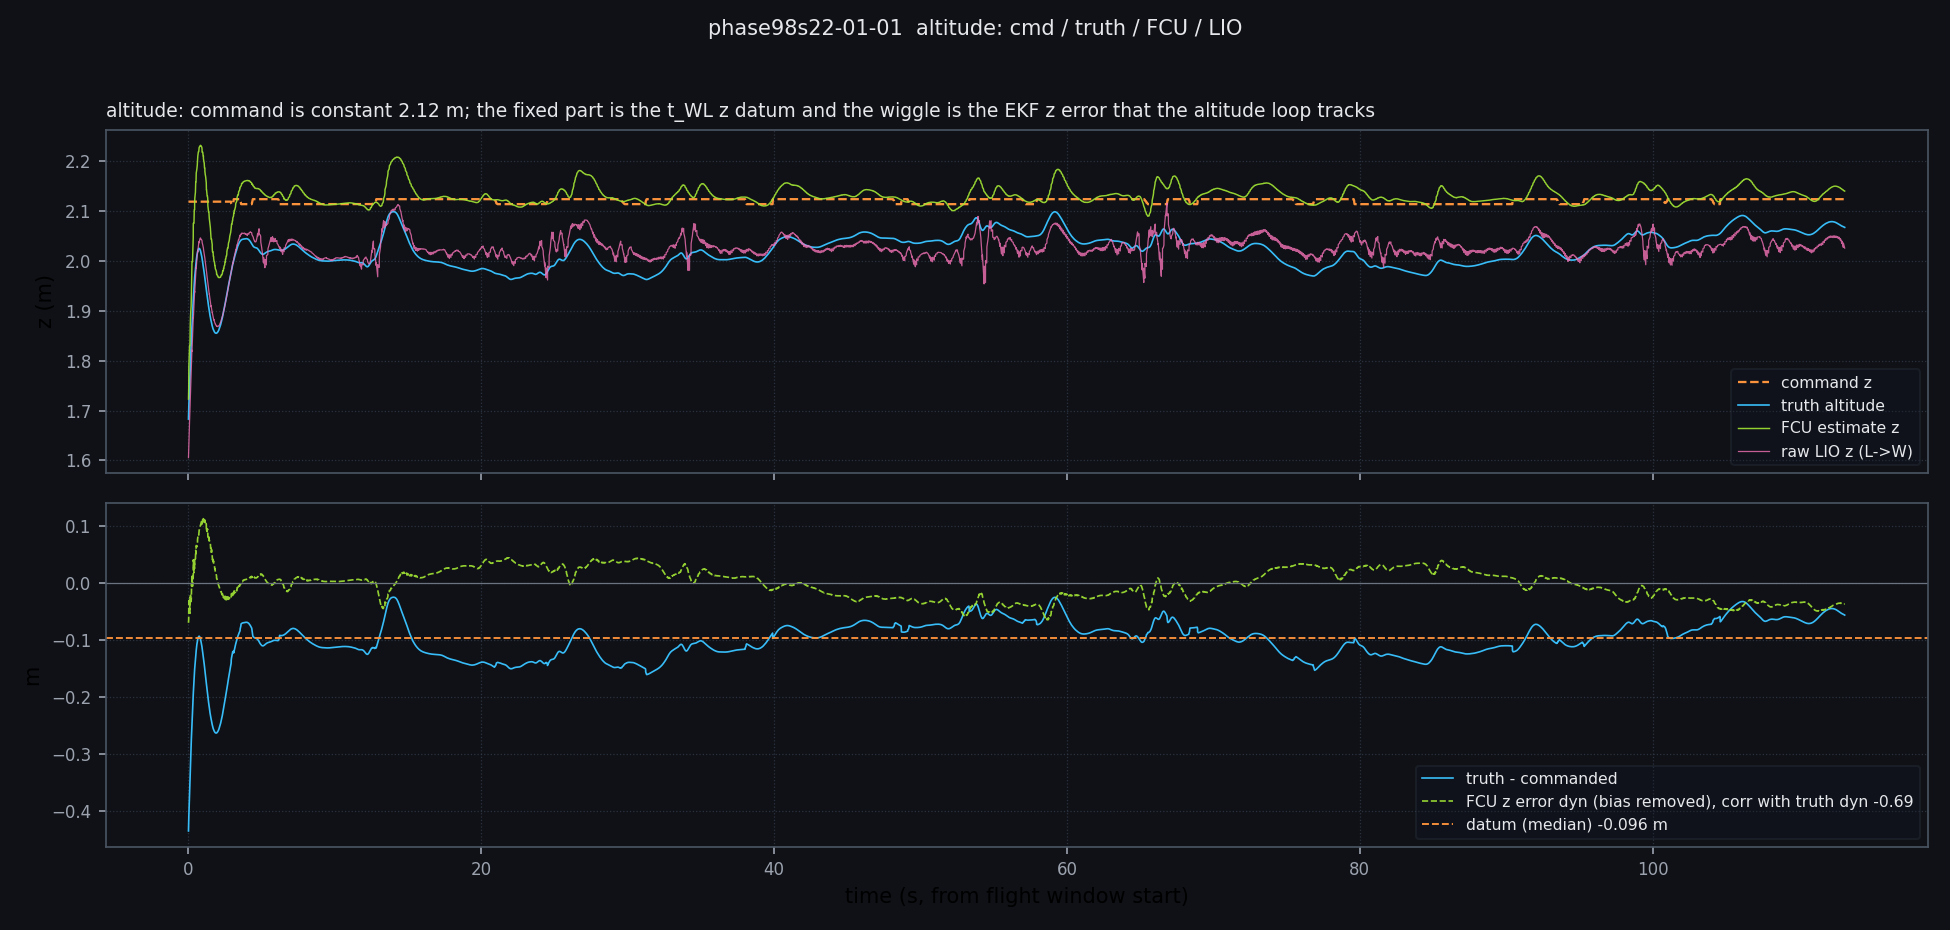 phase98s22-01-01  altitude: cmd / truth / FCU / LIO
altitude: command is constant 2.12 m; the fixed part is the t_WL z datum and the wiggle is the EKF z error that the altitude loop tracks
z (m)
2.2
2.1
2.0
1.9
1.8
1.7
1.6
command z
truth altitude
FCU estimate z
raw LIO z (L->W)
m
0.1
0.0
−0.1
−0.2
−0.3
−0.4
truth - commanded
FCU z error dyn (bias removed), corr with truth dyn -0.69
datum (median) -0.096 m
0 20 40 60 80 100
time (s, from flight window start)